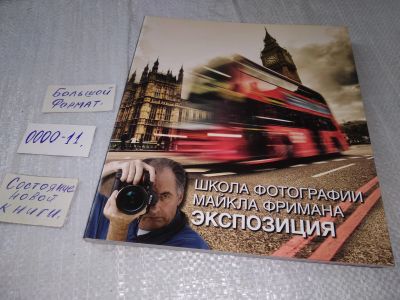 Большой
Формат.
0000-11.
Состояние
новой
книги.
ШКОЛА ФОТОГРАФИИ
МАЙКЛА ФРИМАНА
ЭКСПОЗИЦИЯ